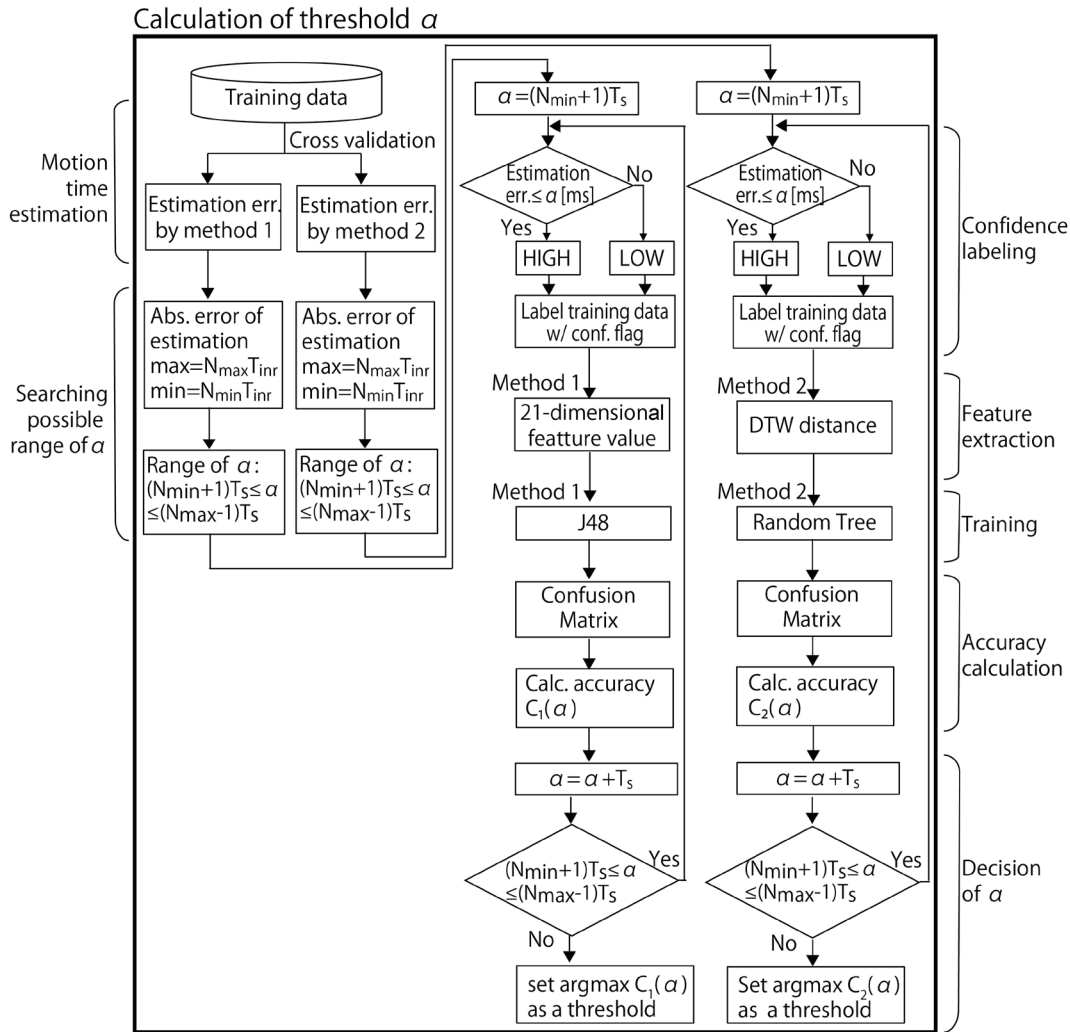 Calculation of threshold α
Training data
Cross validation
Motion
time
estimation
Estimation err.
by method 1
Estimation err.
by method 2
Searching
possible
range of α
Abs. error of
estimation
max=NmaxTinr
min=NminTinr
Abs. error of
estimation
max=NmaxTinr
min=NminTinr
Range of α:
(Nmin+1)Ts≤α
≤(Nmax-1)Ts
Range of α:
(Nmin+1)Ts≤α
≤(Nmax-1)Ts
α=(Nmin+1)Ts
Estimation
err.≤ α [ms]
No
Yes
HIGH
LOW
Label training data
w/ conf. flag
Method 1
21-dimensional
featture value
Method 1
J48
Confusion
Matrix
Calc. accuracy
C1(α)
α=α+Ts
(Nmin+1)Ts≤α
≤(Nmax-1)Ts
Yes
No
set argmax C1(α)
as a threshold
α=(Nmin+1)Ts
Estimation
err.≤ α [ms]
No
Yes
HIGH
LOW
Label training data
w/ conf. flag
Method 2
DTW distance
Method 2
Random Tree
Confusion
Matrix
Calc. accuracy
C2(α)
α=α+Ts
(Nmin+1)Ts≤α
≤(Nmax-1)Ts
Yes
No
Set argmax C2(α)
as a threshold
Confidence
labeling
Feature
extraction
Training
Accuracy
calculation
Decision
of α